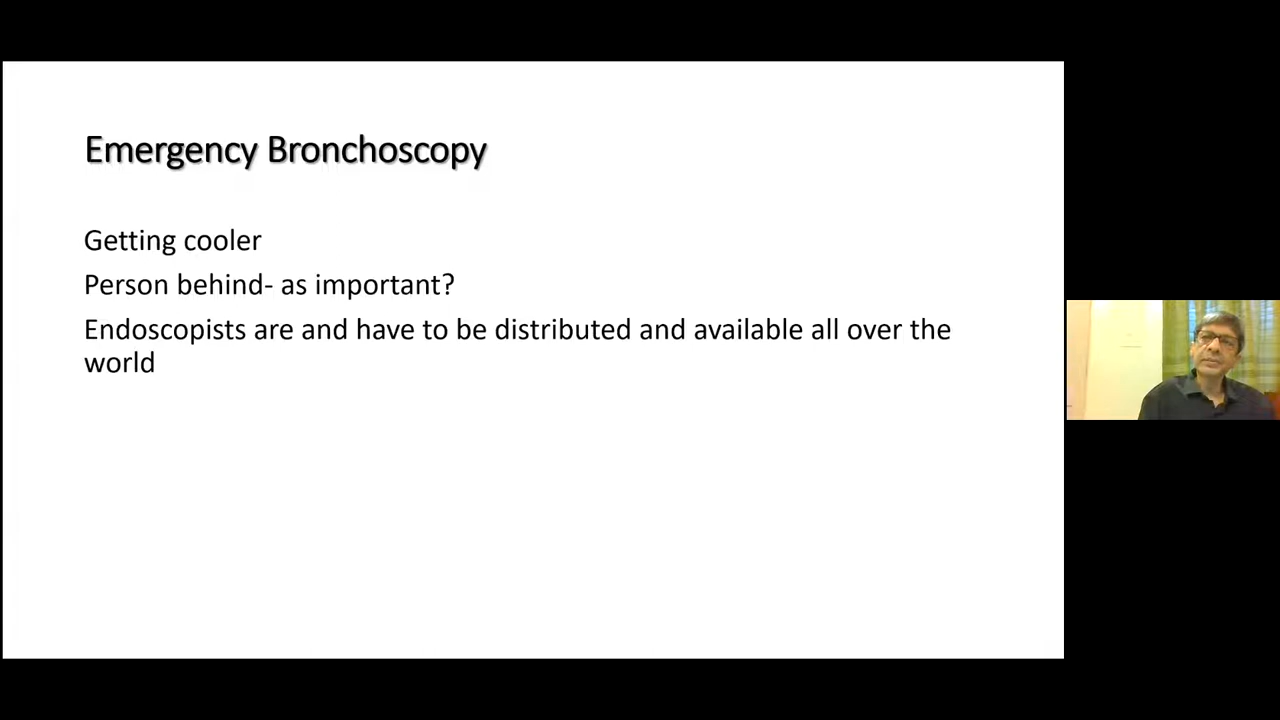 Emergency Bronchoscopy
Getting cooler
Person behind- as important?
Endoscopists are and have to be distributed and available all over the
world